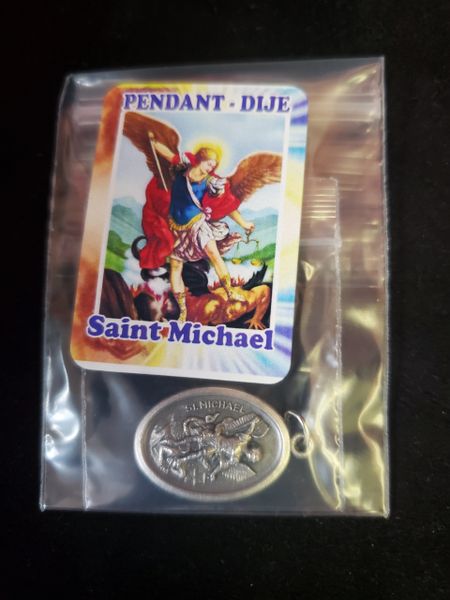 PENDANT - DIJE
Saint Michael
ST. MICHAEL